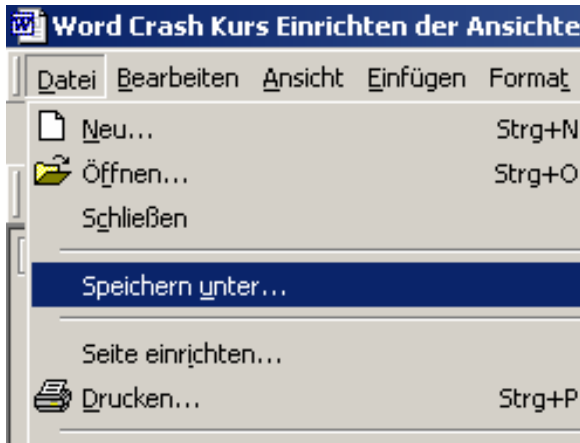 Word Crash Kurs Einrichten der Ansichte
Datei Bearbeiten Ansicht Einfügen Format
Neu... Strg+N
Öffnen... Strg+O
Schließen
Speichern unter...
Seite einrichten...
Drucken... Strg+P